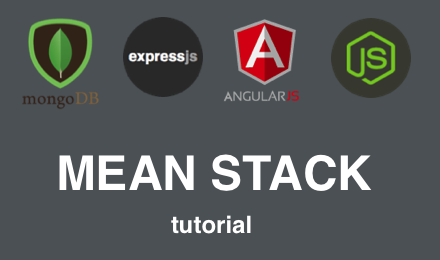 mongoDB
expressjs
ANGULARJS
JS
MEAN STACK
tutorial